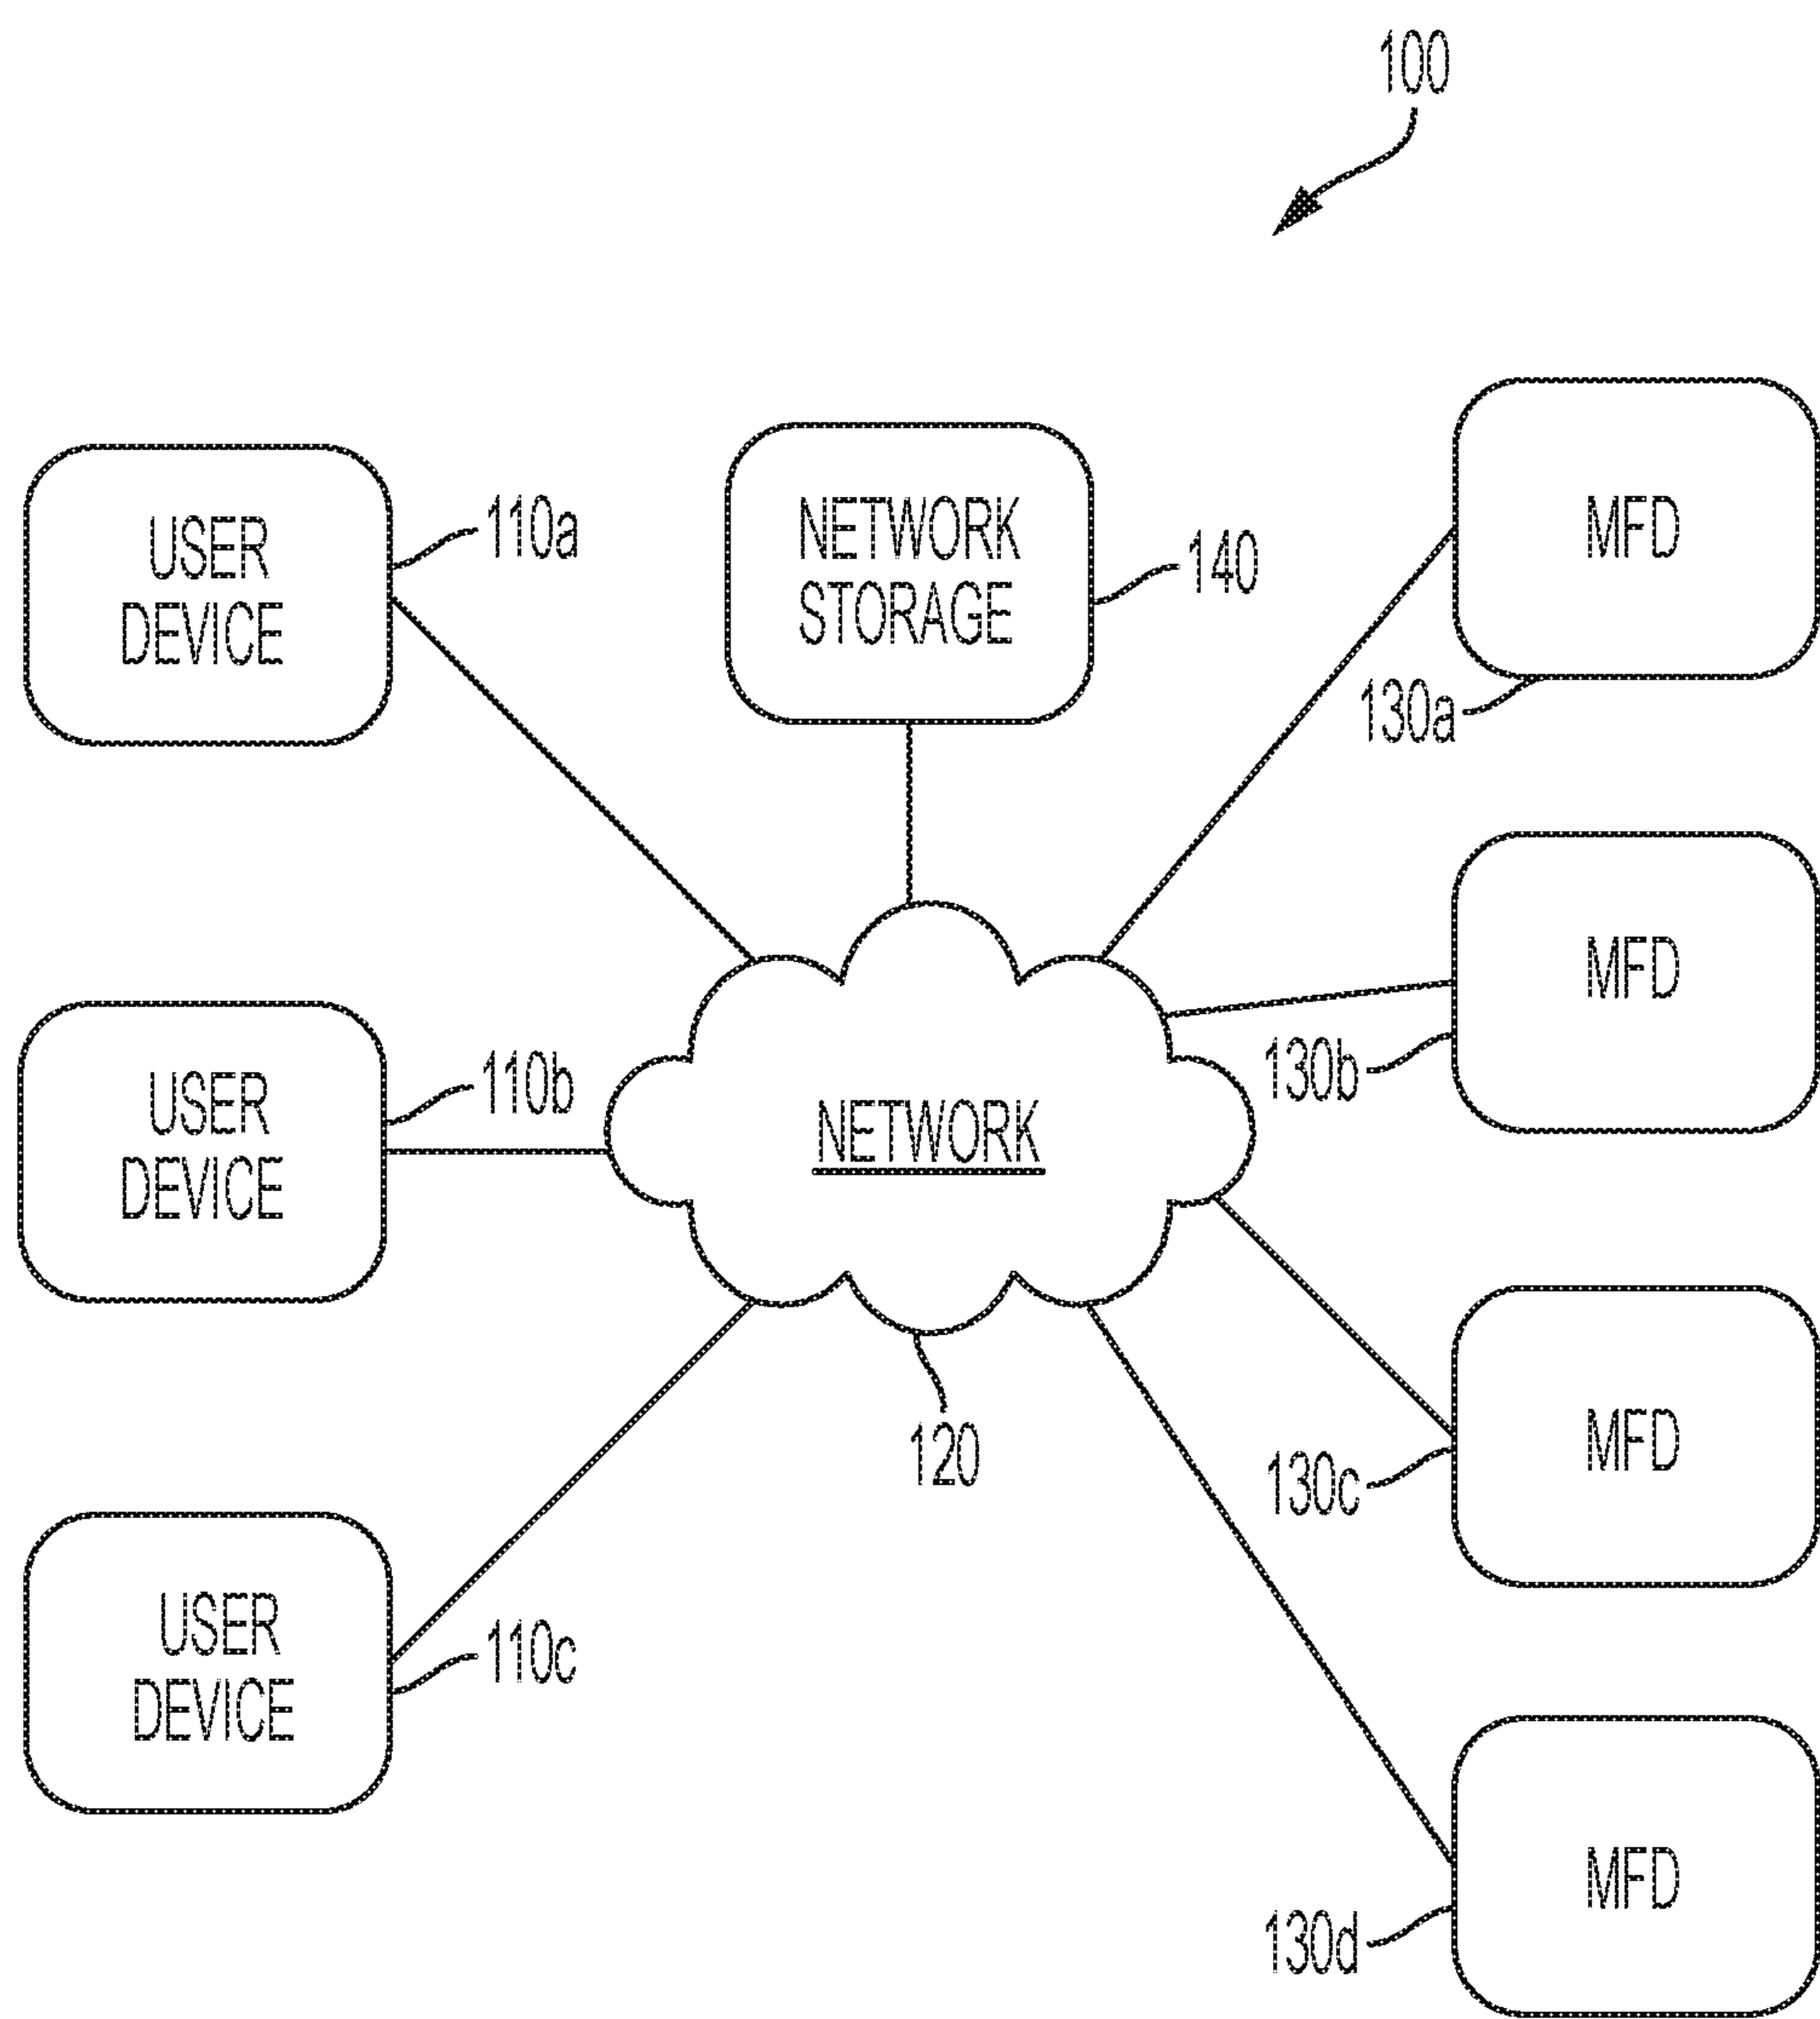 100
USER
DEVICE
110a
NETWORK
STORAGE
140
MFD
130a
USER
DEVICE
110b
NETWORK
120
MFD
130b
MFD
130c
USER
DEVICE
110c
MFD
130d